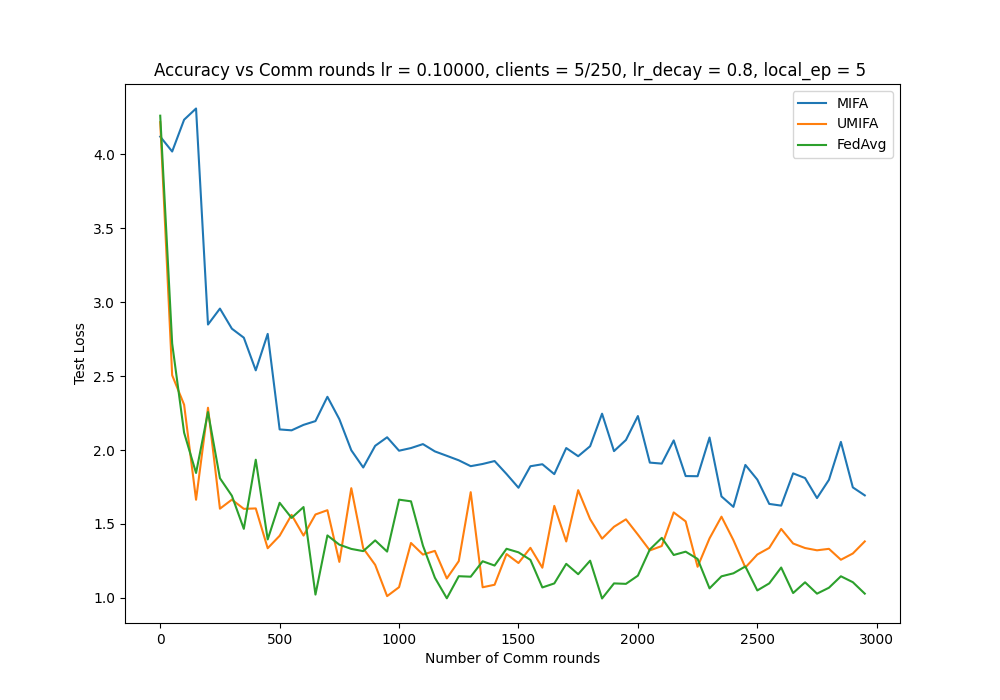 Accuracy vs Comm rounds lr = 0.10000, clients = 5/250, lr_decay = 0.8, local_ep = 5
MIFA
UMIFA
FedAvg
4.0
3.5
3.0
2.5
2.0
1.5
1.0
Test Loss
0 500 1000 1500 2000 2500 3000
Number of Comm rounds